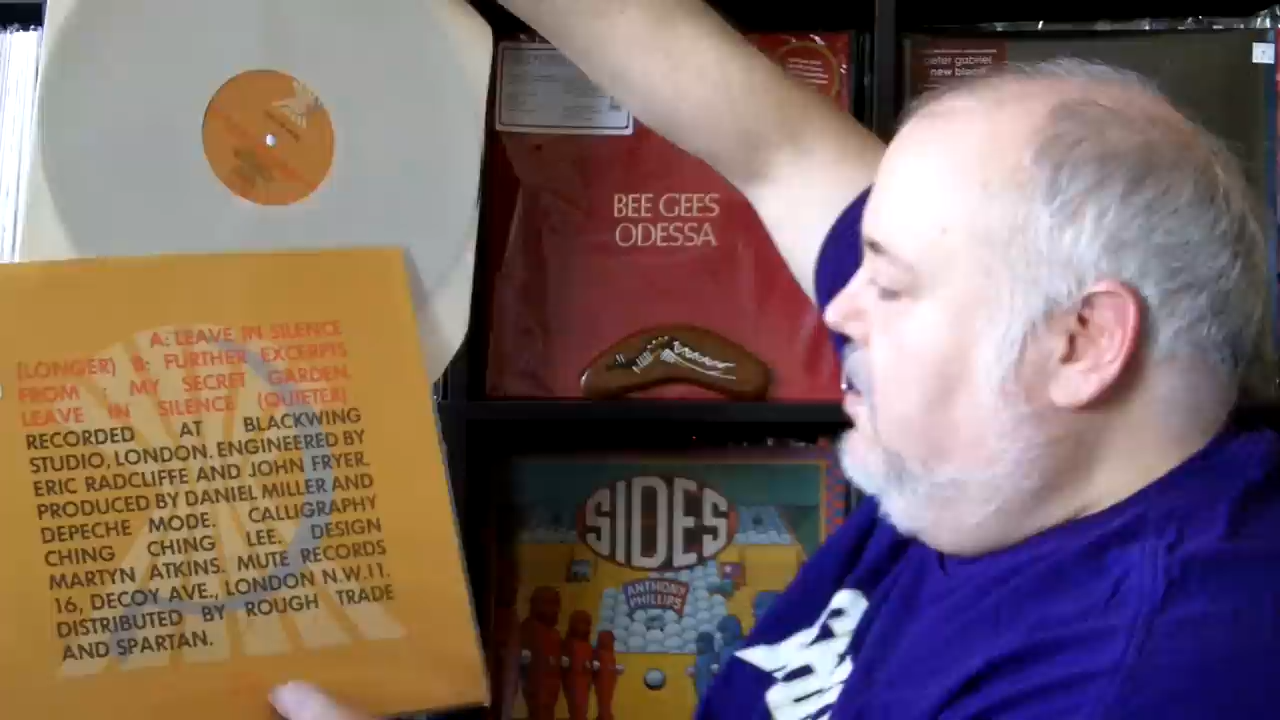 peter gabriel
new blood
BEE GEES
ODESSA
A: LEAVE IN SILENCE
(LONGER) B: FURTHER EXCERPTS
FROM : MY SECRET GARDEN
LEAVE IN SILENCE (QUIETER)
RECORDED AT BLACKWING
STUDIO, LONDON. ENGINEERED BY
ERIC RADCLIFFE AND JOHN FRYER.
PRODUCED BY DANIEL MILLER AND
DEPECHE MODE. CALLIGRAPHY
CHING CHING LEE. DESIGN
MARTYN ATKINS. MUTE RECORDS
16, DECOY AVE., LONDON N.W.11.
DISTRIBUTED BY ROUGH TRADE
AND SPARTAN.
SIDES
ANTHONY
PHILLIPS